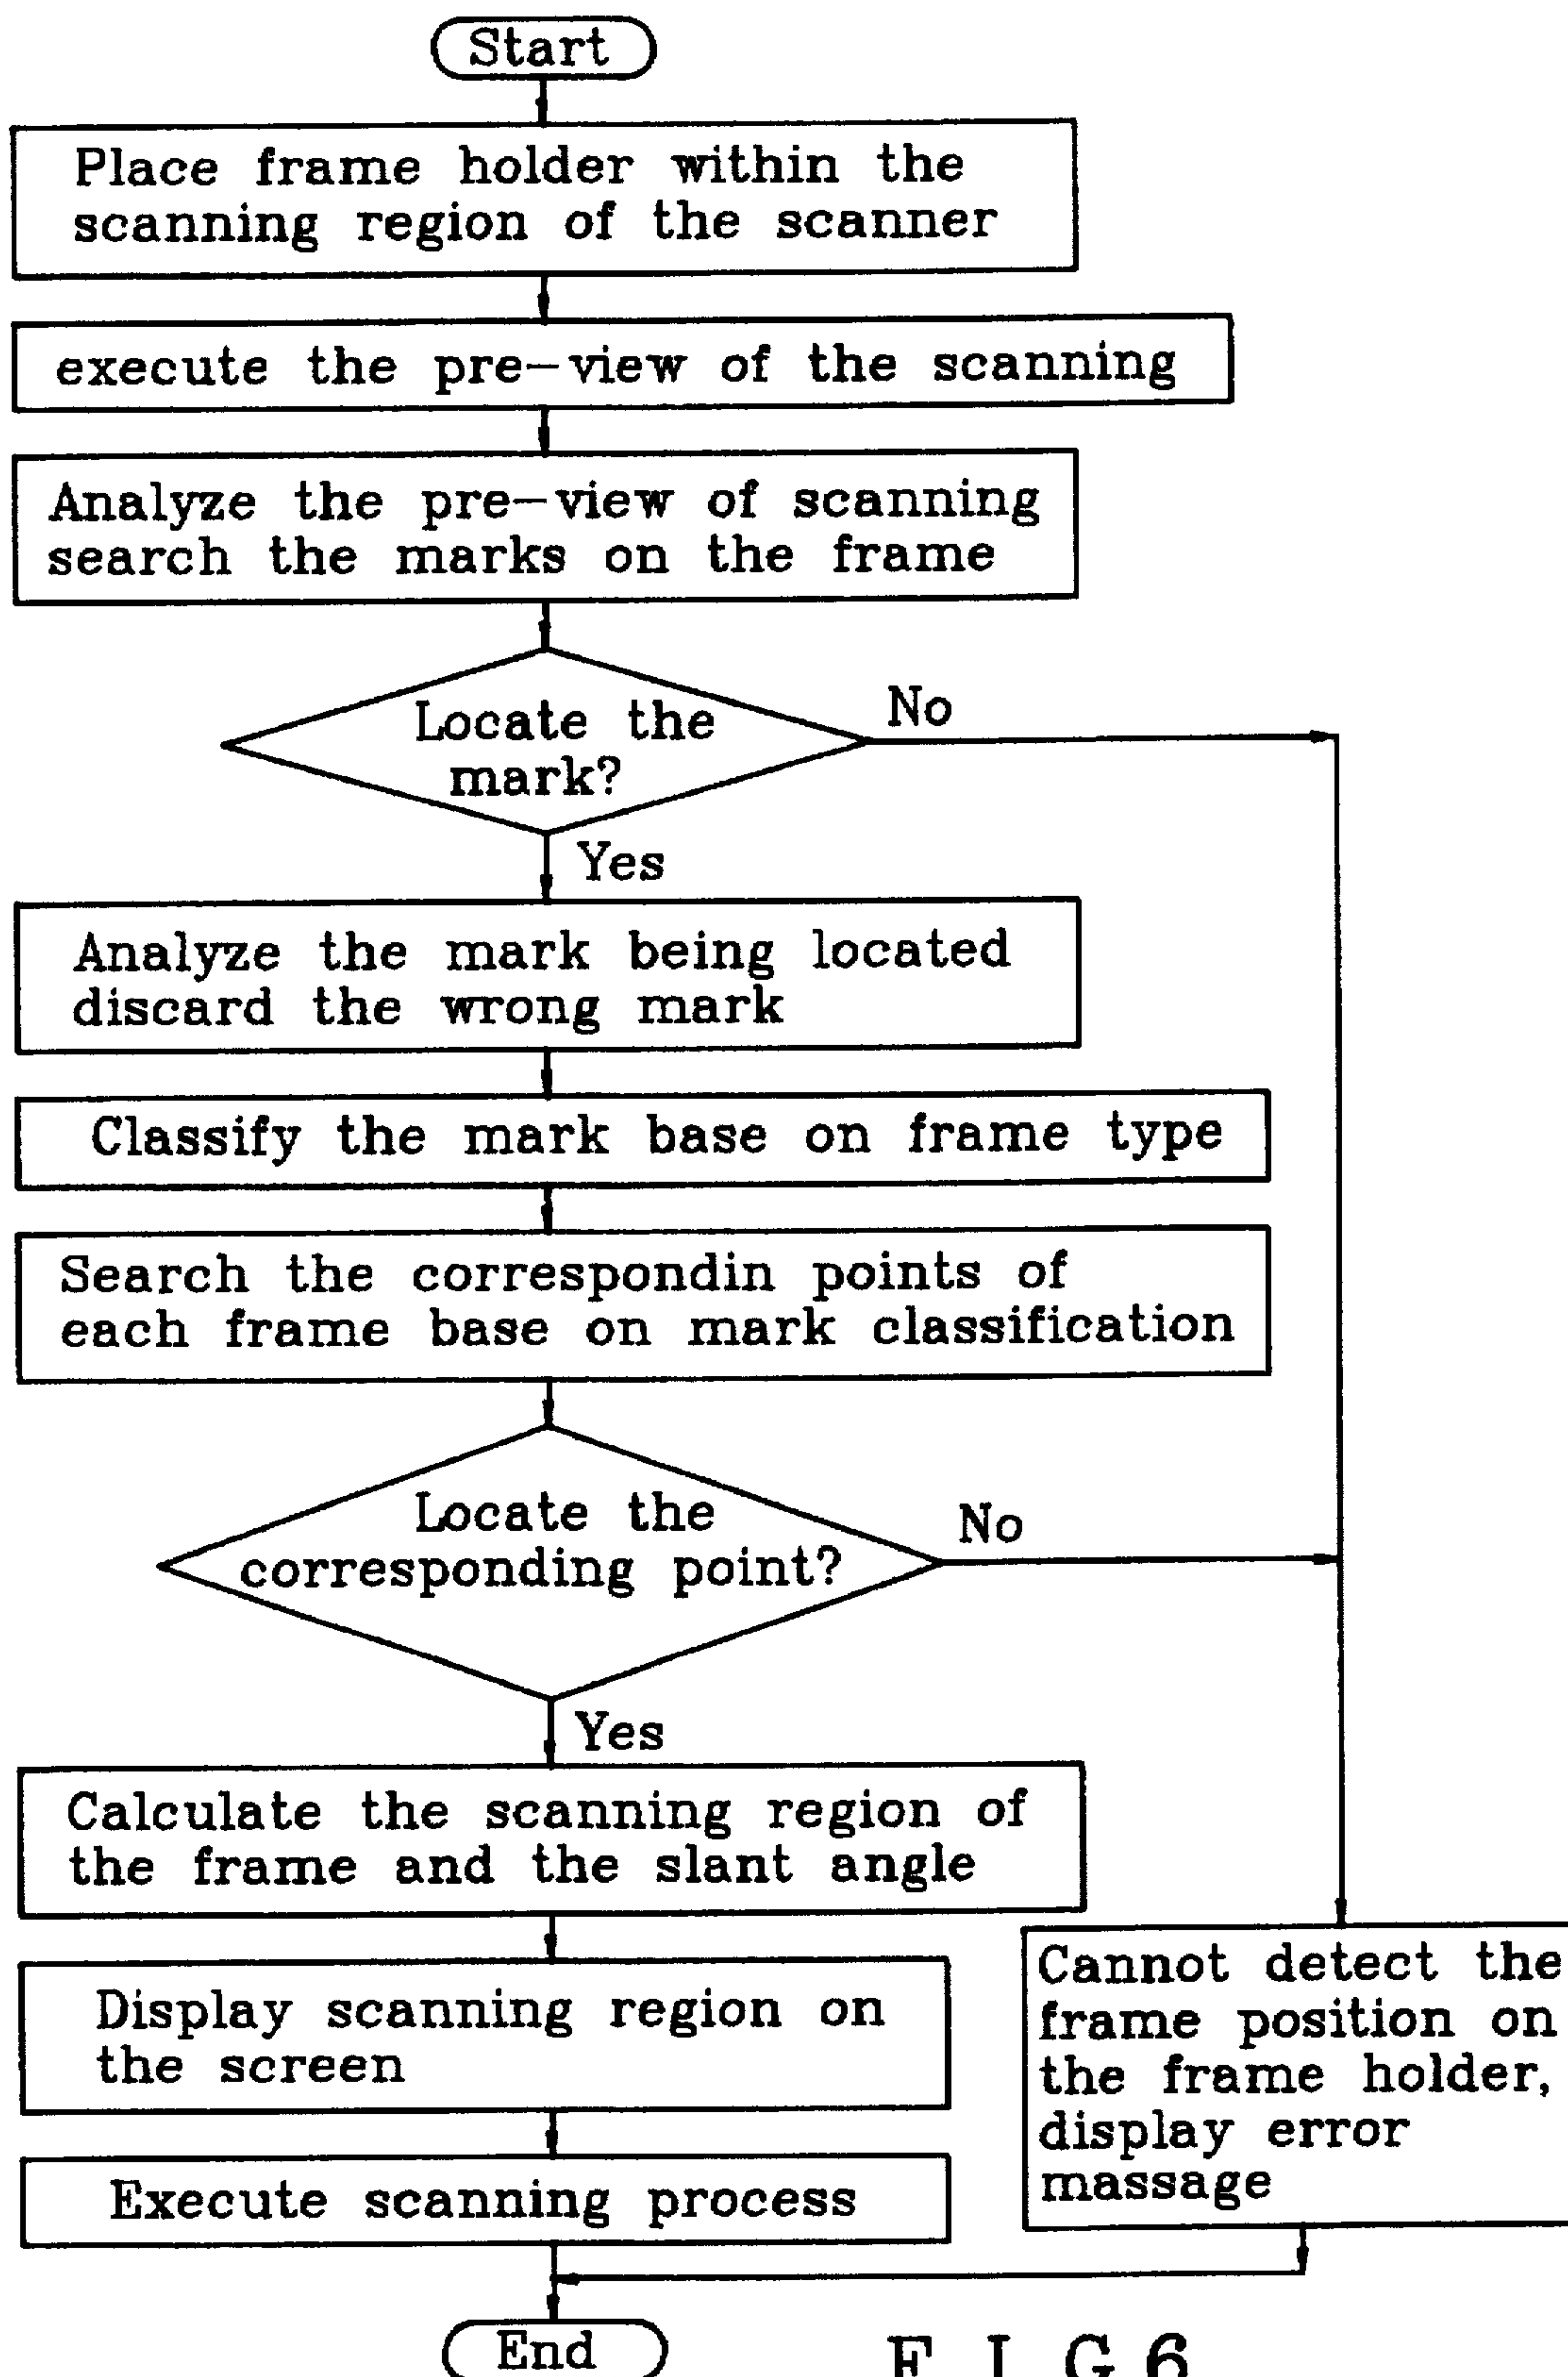 Start
Place frame holder within the
scanning region of the scanner
execute the pre-view of the scanning
Analyze the pre-view of scanning
search the marks on the frame
Locate the
mark?
No
Yes
Analyze the mark being located
discard the wrong mark
Classify the mark base on frame type
Search the correspondin points of
each frame base on mark classification
Locate the
corresponding point?
No
Yes
Calculate the scanning region of
the frame and the slant angle
Display scanning region on
the screen
Execute scanning process
Cannot detect the
frame position on
the frame holder,
display error
massage
End
FIG6